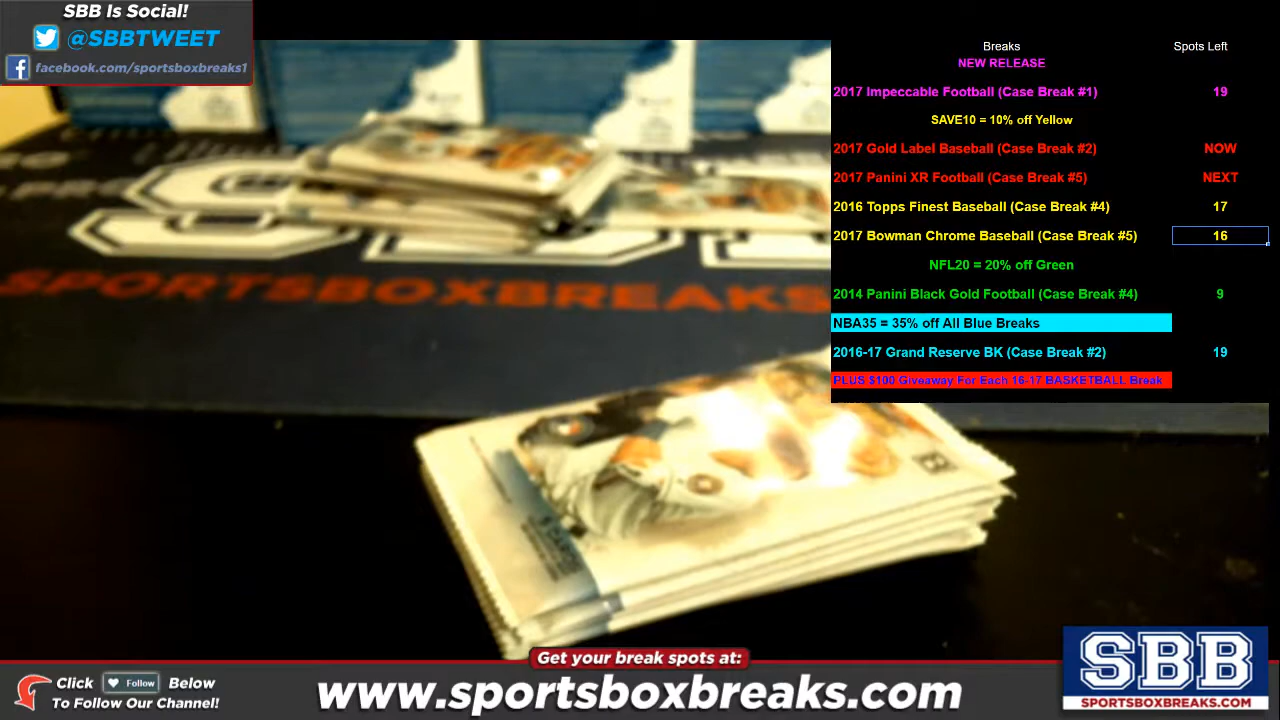 SBB Is Social!
@SBBTWEET
facebook.com/sportsboxbreaks1
Breaks Spots Left
NEW RELEASE
2017 Impeccable Football (Case Break #1) 19
SAVE10 = 10% off Yellow
2017 Gold Label Baseball (Case Break #2) NOW
2017 Panini XR Football (Case Break #5) NEXT
2016 Topps Finest Baseball (Case Break #4) 17
2017 Bowman Chrome Baseball (Case Break #5) 16
NFL20 = 20% off Green
2014 Panini Black Gold Football (Case Break #4) 9
NBA35 = 35% off All Blue Breaks
2016-17 Grand Reserve BK (Case Break #2) 19
PLUS $100 Giveaway For Each 16-17 BASKETBALL Break
SPORTSBOXBREAKS
Get your break spots at:
Click Follow Below
To Follow Our Channel!
www.sportsboxbreaks.com
SBB
SPORTSBOXBREAKS.COM